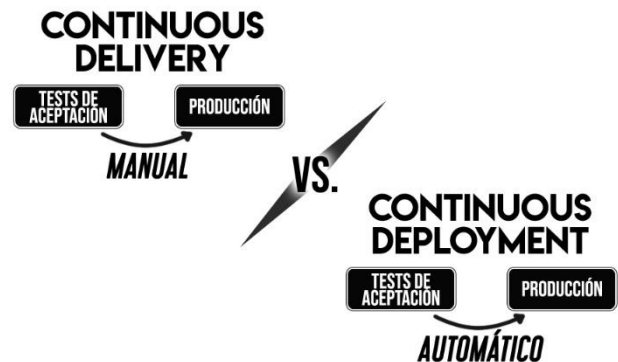 CONTINUOUS
DELIVERY
TESTS DE
ACEPTACIÓN
PRODUCCIÓN
MANUAL
VS.
CONTINUOUS
DEPLOYMENT
TESTS DE
ACEPTACIÓN
PRODUCCIÓN
AUTOMÁTICO